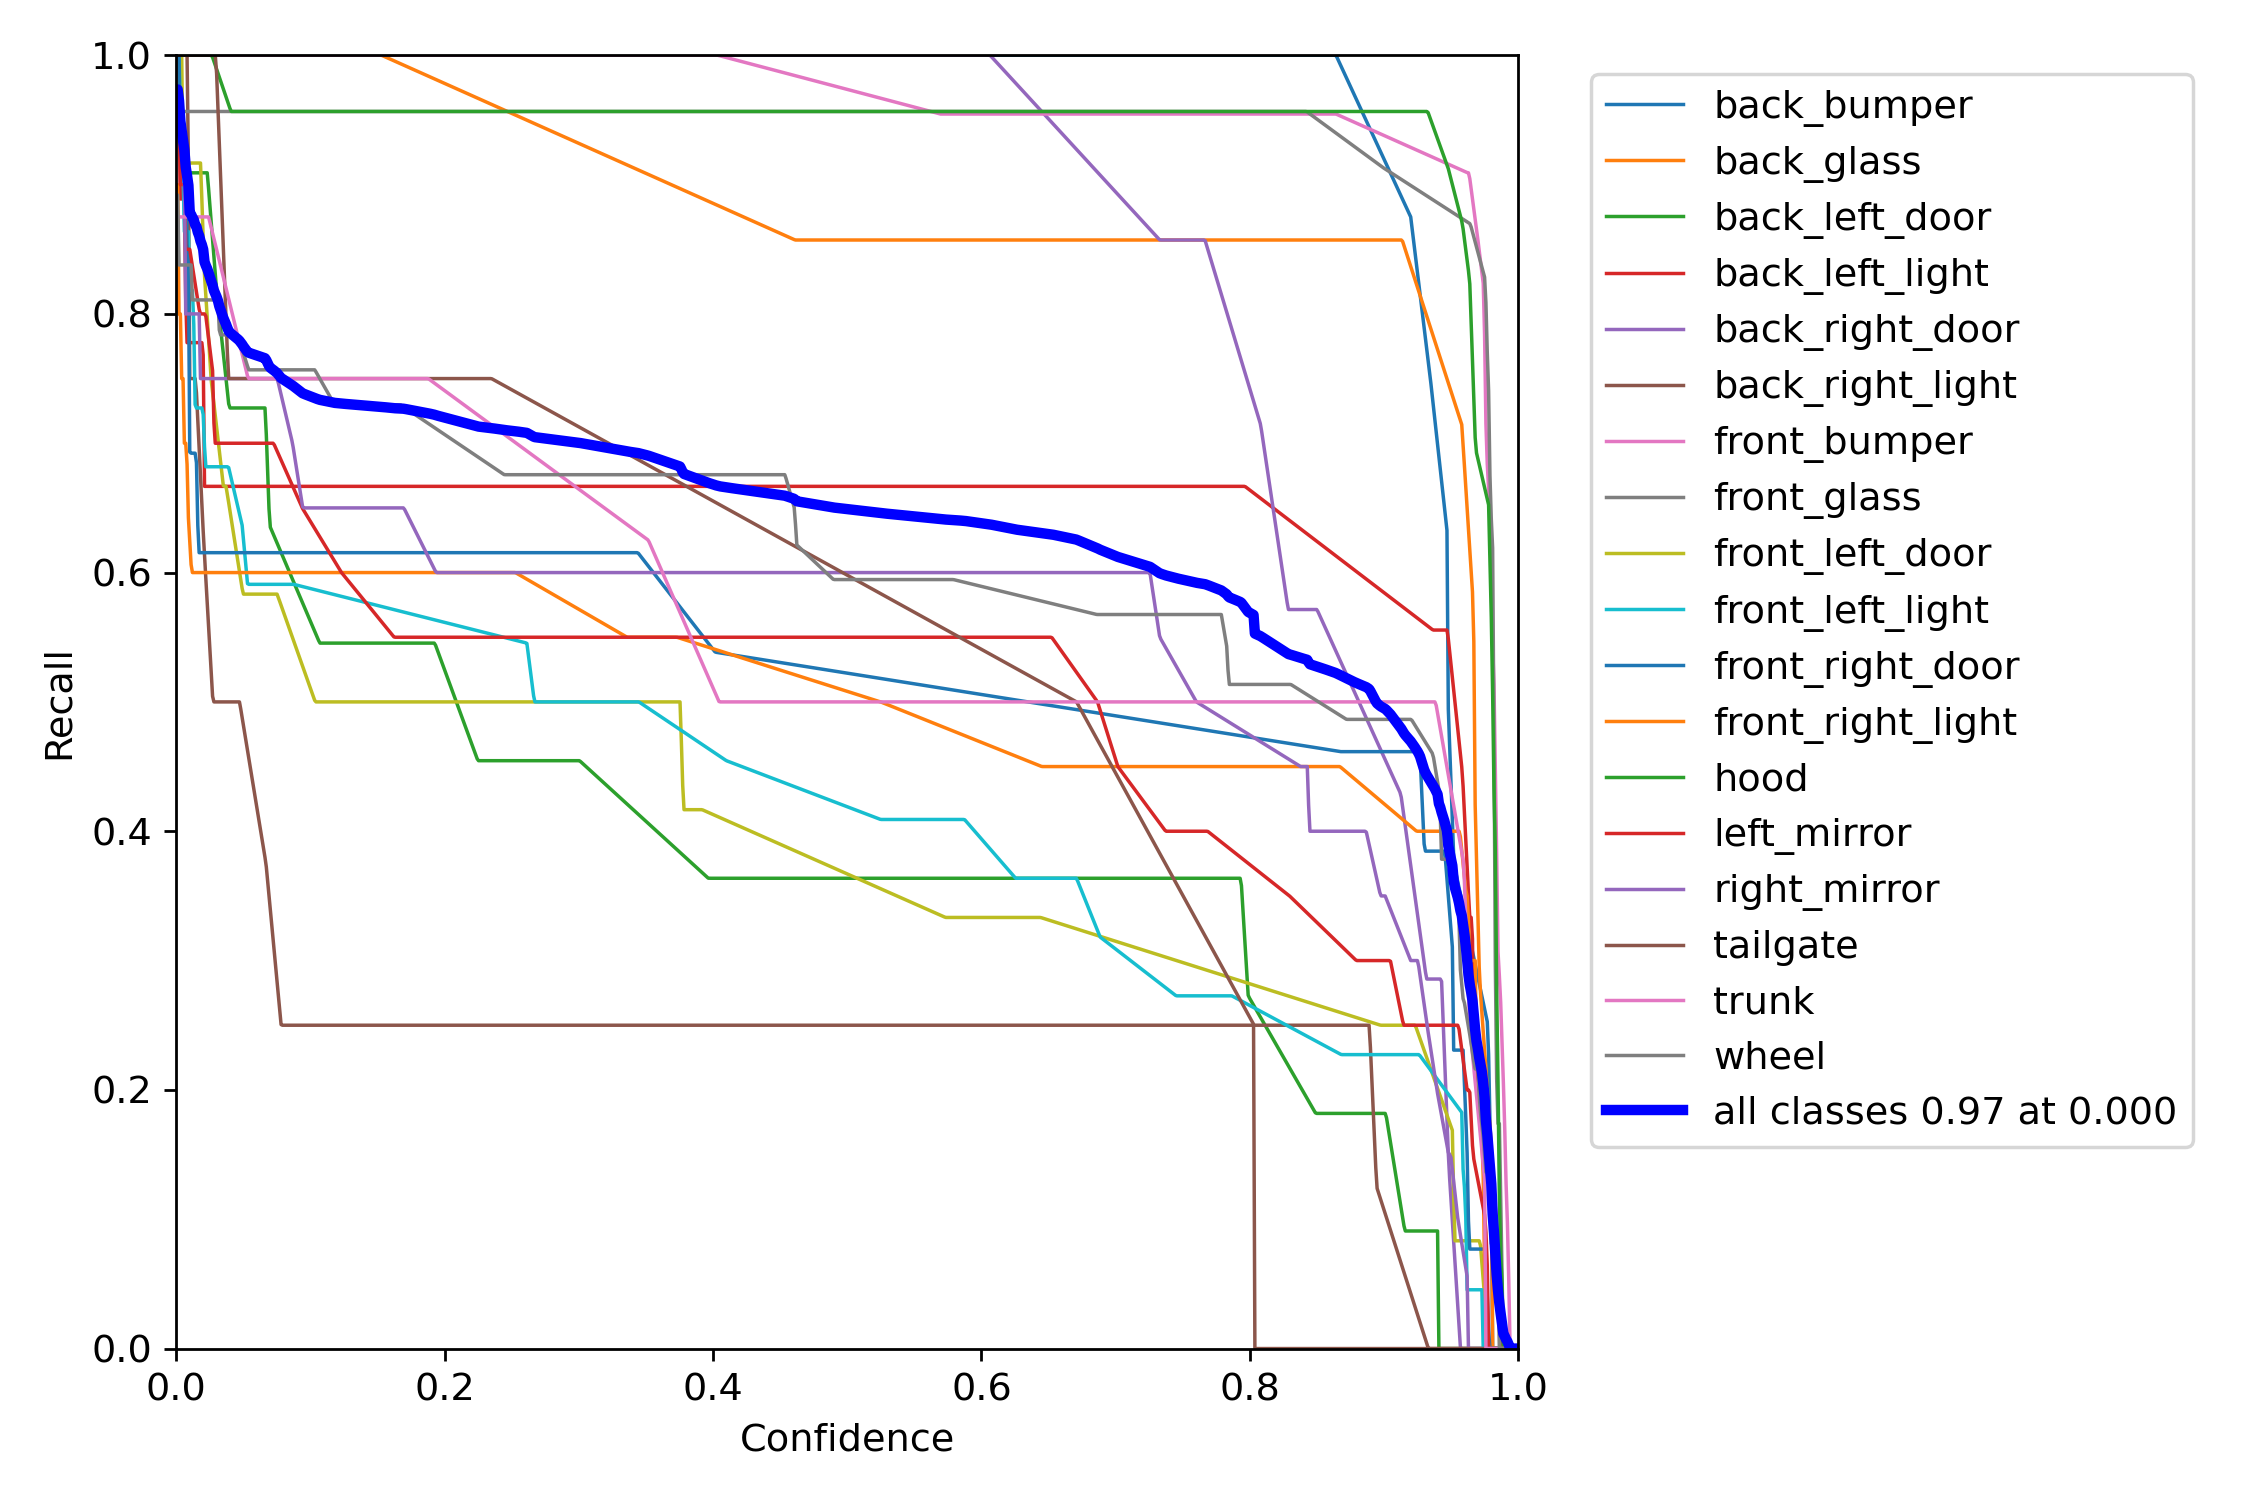 1.0
0.8
0.6
0.4
0.2
0.0
Recall
0.0 0.2 0.4 0.6 0.8 1.0
Confidence
back_bumper
back_glass
back_left_door
back_left_light
back_right_door
back_right_light
front_bumper
front_glass
front_left_door
front_left_light
front_right_door
front_right_light
hood
left_mirror
right_mirror
tailgate
trunk
wheel
all classes 0.97 at 0.000